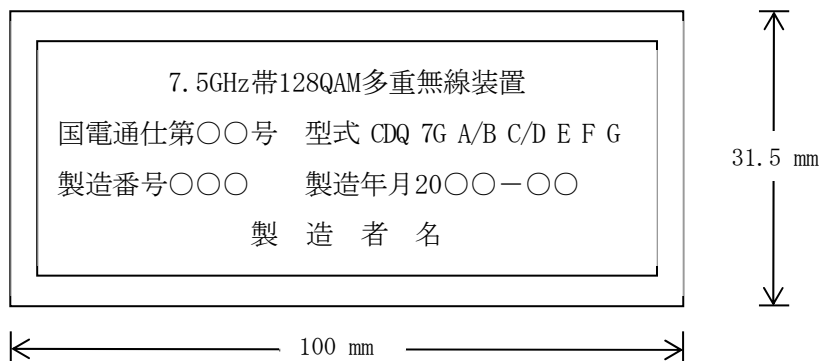 7.5GHz帯128QAM多重無線装置
国電通仕第○○号　型式 CDQ 7G A/B C/D E F G
製造番号○○○　製造年月20○○－○○
製　造　者　名
31.5 mm
100 mm